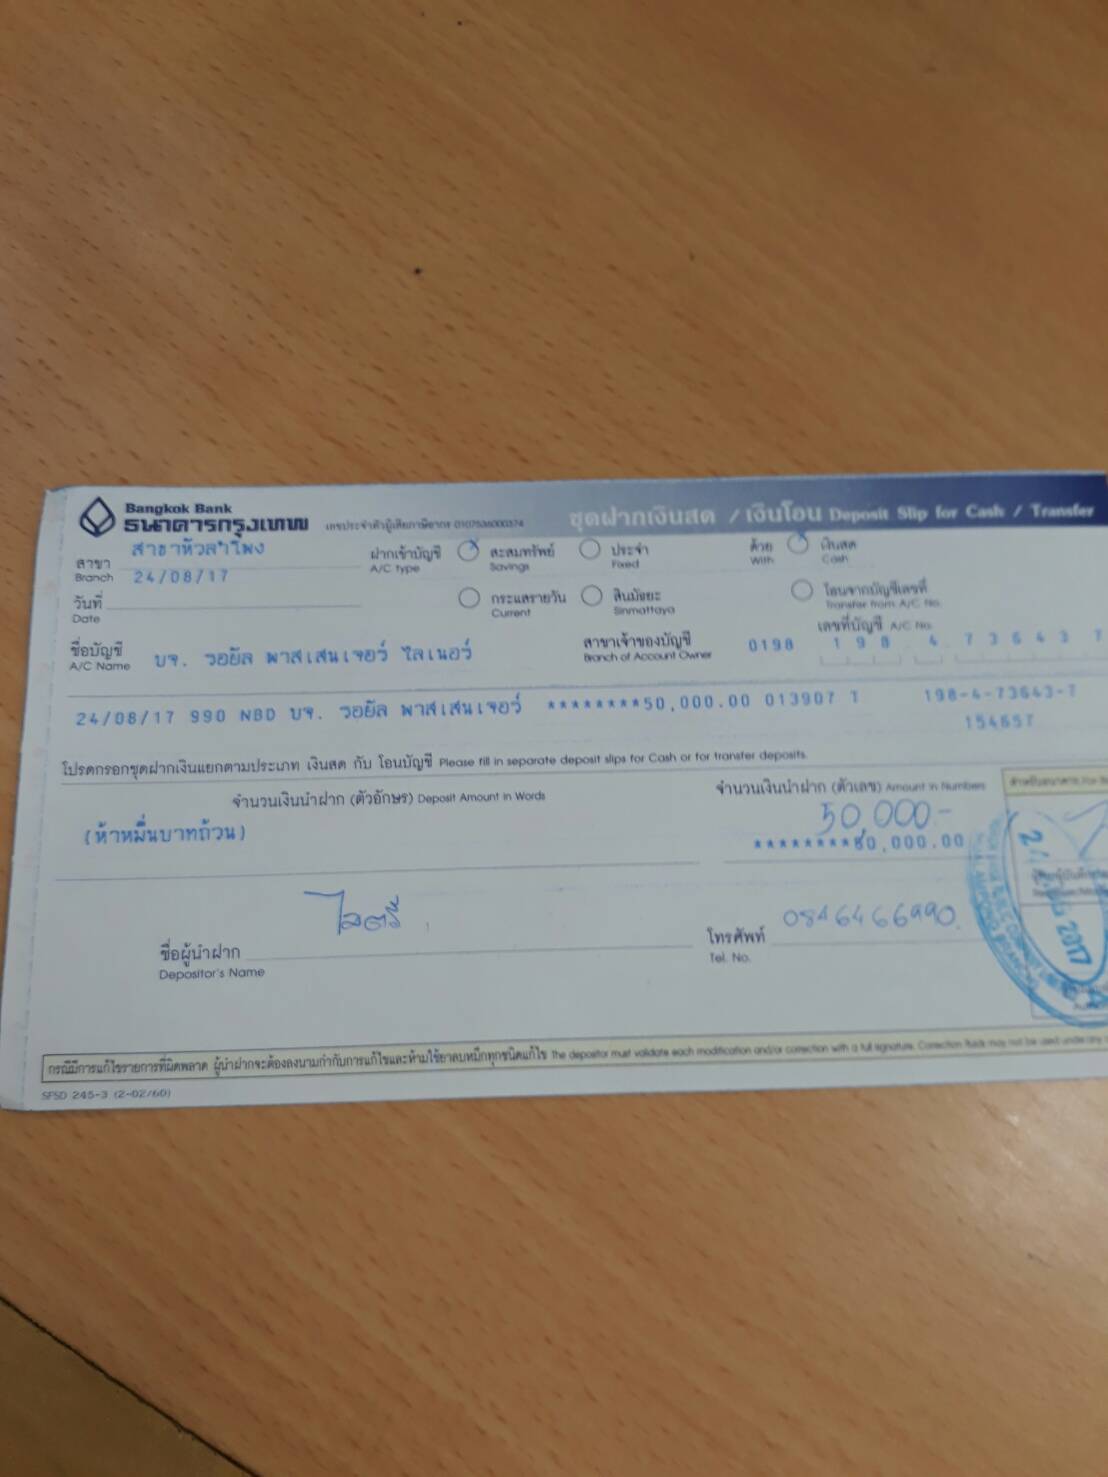 Bangkok Bank
ธนาคารกรุงเทพ เลขประจำตัวผู้เสียภาษีอากร 0107536000374 ชุดฝากเงินสด / เงินโอน Deposit Slip for Cash / Transfer
สาขา สาขาหัวลำโพง ฝากเข้าบัญชี สะสมทรัพย์ ประจำ ด้วย เงินสด
Branch 24/08/17 A/C type Savings Fixed With Cash
วันที่ กระแสรายวัน สินมัธยะ โอนจากบัญชีเลขที่
Date Current Sinmattaya Transfer from A/C No.
ชื่อบัญชี บจ. รอยัล พาสเสนเจอร์ ไลเนอร์ สาขาเจ้าของบัญชี 0198 เลขที่บัญชี A/C No.
A/C Name Branch of Account Owner 1 9 8 4 7 3 6 4 3 7
24/08/17 990 NBD บจ. รอยัล พาสเสนเจอร์ ********50,000.00 013907 T 198-4-73643-7
154657
โปรดกรอกชุดฝากเงินแยกตามประเภท เงินสด กับ โอนบัญชี Please fill in separate deposit slips for Cash or for transfer deposits.
จำนวนเงินนำฝาก (ตัวอักษร) Deposit Amount in Words จำนวนเงินนำฝาก (ตัวเลข) Amount in Numbers
50,000.-
(ห้าหมื่นบาทถ้วน) ********50,000.00
ชื่อผู้นำฝาก โทรศัพท์ 0846466990
Depositor's Name Tel. No.
2017
กรณีมีการแก้ไขรายการที่ผิดพลาด ผู้นำฝากจะต้องลงนามกำกับการแก้ไขและห้ามใช้ยาลบหมึกทุกชนิดแก้ไข The depositor must validate each modification and/or correction with a full signature. Correction fluids may not be used under any
SFSD 245-3 (2-02/60)